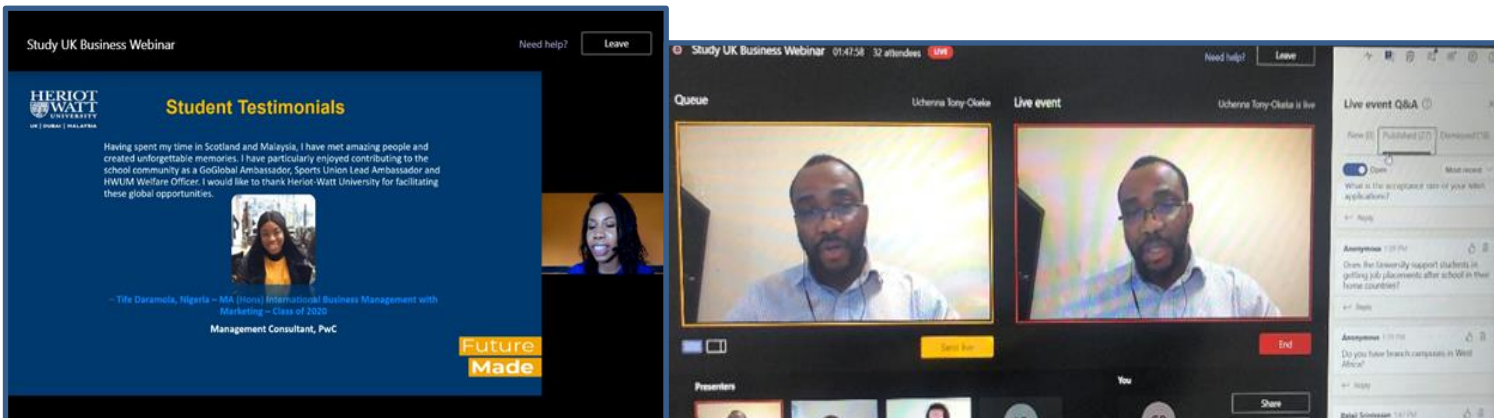 Study UK Business Webinar
Need help?
Leave
HERIOT
WATT
UNIVERSITY
UK | DUBAI | MALAYSIA
Student Testimonials
Having spent my time in Scotland and Malaysia, I have met amazing people and
created unforgettable memories. I have particularly enjoyed contributing to the
school community as a GoGlobal Ambassador, Sports Union Lead Ambassador and
HWUM Welfare Officer. I would like to thank Heriot-Watt University for facilitating
these global opportunities.
– Tife Daramola, Nigeria – MA (Hons) International Business Management with
Marketing – Class of 2020
Management Consultant, PwC
Future
Made
Study UK Business Webinar 01:47:58 32 attendees LIVE
Need help?
Leave
Queue
Uchenna Tony-Okeke
Live event
Uchenna Tony-Okeke is live
Sent live
End
Presenters
You
Share
Live event Q&A
New (0) Published (27) Dismissed
Open
Most recent
What is the acceptance rate of your MBA
applications?
Reply
Anonymous
Does the University support students in
getting job placements after school in their
home countries?
Reply
Anonymous
Do you have branch campuses in West
Africa?
Reply